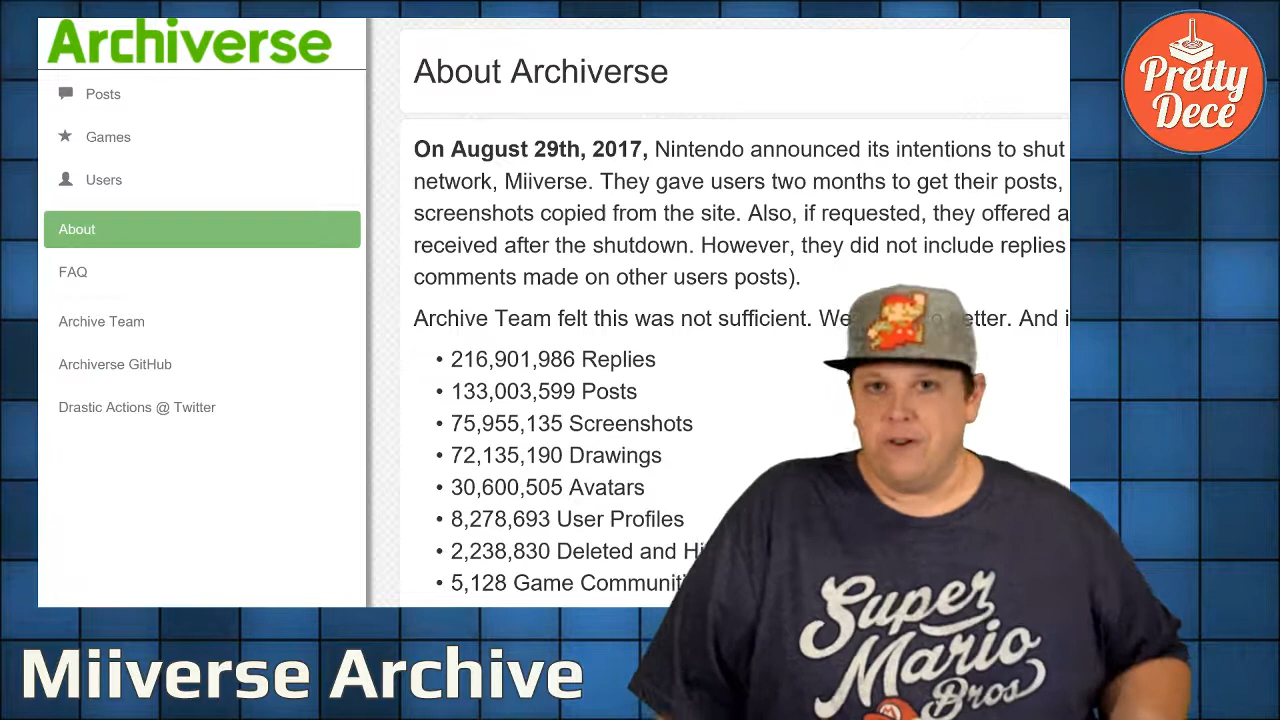 Archiverse
Posts
Games
Users
About
FAQ
Archive Team
Archiverse GitHub
Drastic Actions @ Twitter
About Archiverse
On August 29th, 2017, Nintendo announced its intentions to shut
network, Miiverse. They gave users two months to get their posts,
screenshots copied from the site. Also, if requested, they offered a
received after the shutdown. However, they did not include replies
comments made on other users posts).
Archive Team felt this was not sufficient. We
• 216,901,986 Replies
• 133,003,599 Posts
• 75,955,135 Screenshots
• 72,135,190 Drawings
• 30,600,505 Avatars
• 8,278,693 User Profiles
• 2,238,830 Deleted and
• 5,128 Game
Pretty
Dece
Super
Mario
Bros
Miiverse Archive